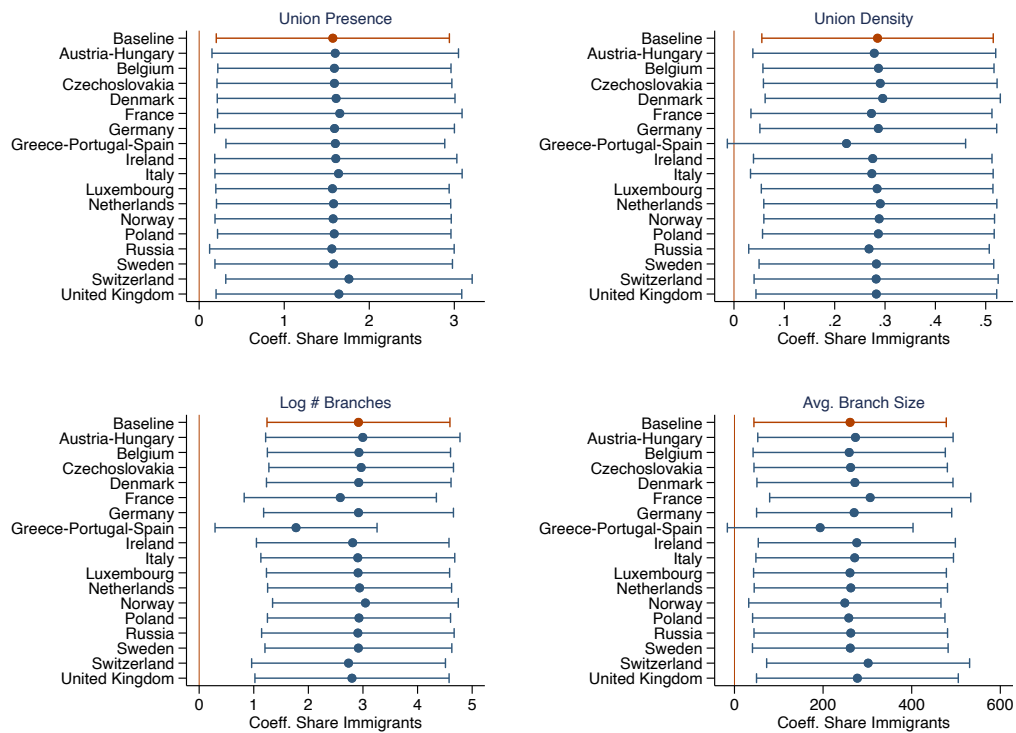 Union Presence
Baseline
Austria-Hungary
Belgium
Czechoslovakia
Denmark
France
Germany
Greece-Portugal-Spain
Ireland
Italy
Luxembourg
Netherlands
Norway
Poland
Russia
Sweden
Switzerland
United Kingdom
0 1 2 3
Coeff. Share Immigrants
Union Density
Baseline
Austria-Hungary
Belgium
Czechoslovakia
Denmark
France
Germany
Greece-Portugal-Spain
Ireland
Italy
Luxembourg
Netherlands
Norway
Poland
Russia
Sweden
Switzerland
United Kingdom
0 .1 .2 .3 .4 .5
Coeff. Share Immigrants
Log # Branches
Baseline
Austria-Hungary
Belgium
Czechoslovakia
Denmark
France
Germany
Greece-Portugal-Spain
Ireland
Italy
Luxembourg
Netherlands
Norway
Poland
Russia
Sweden
Switzerland
United Kingdom
0 1 2 3 4 5
Coeff. Share Immigrants
Avg. Branch Size
Baseline
Austria-Hungary
Belgium
Czechoslovakia
Denmark
France
Germany
Greece-Portugal-Spain
Ireland
Italy
Luxembourg
Netherlands
Norway
Poland
Russia
Sweden
Switzerland
United Kingdom
0 200 400 600
Coeff. Share Immigrants